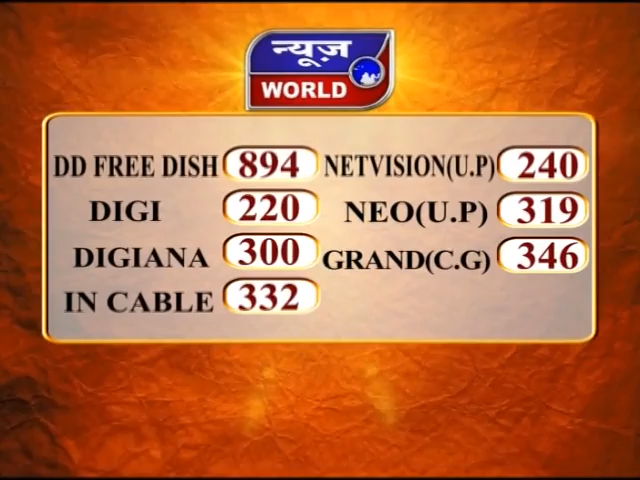 न्यूज़
WORLD
DD FREE DISH 894 NETVISION(U.P) 240
DIGI 220 NEO(U.P) 319
DIGIANA 300 GRAND(C.G) 346
IN CABLE 332